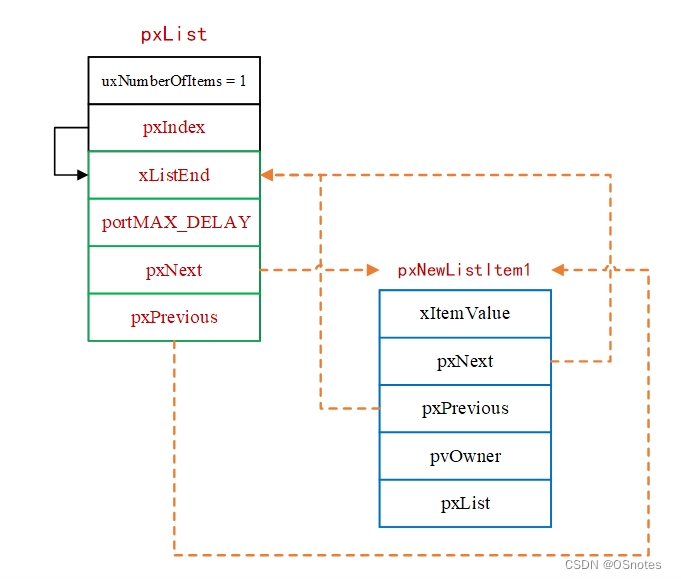 pxList
uxNumberOfItems = 1
pxIndex
xListEnd
portMAX_DELAY
pxNext
pxPrevious
pxNewListItem1
xItemValue
pxNext
pxPrevious
pvOwner
pxList
CSDN @OSnotes